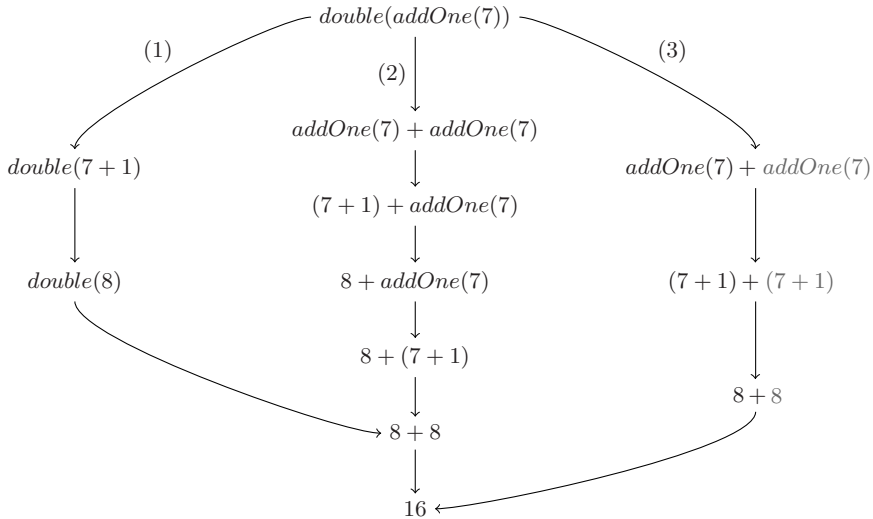 double(addOne(7))
(1)
(2)
(3)
addOne(7) + addOne(7)
double(7 + 1)
addOne(7) + addOne(7)
(7 + 1) + addOne(7)
double(8)
8 + addOne(7)
(7 + 1) + (7 + 1)
8 + (7 + 1)
8 + 8
8 + 8
16